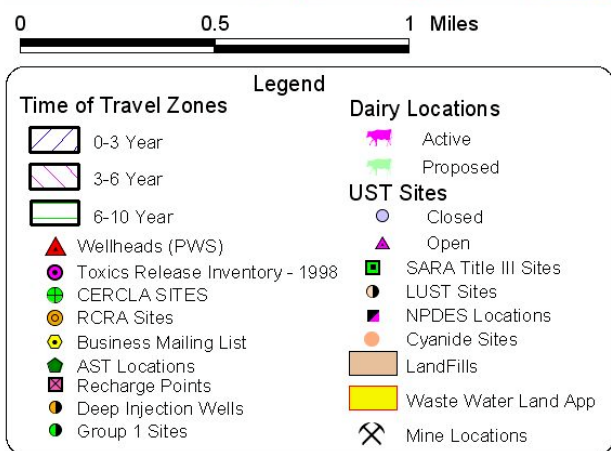 0 0.5 1 Miles
Legend
Time of Travel Zones
0-3 Year
3-6 Year
6-10 Year
Wellheads (PWS)
Toxics Release Inventory - 1998
CERCLA SITES
RCRA Sites
Business Mailing List
AST Locations
Recharge Points
Deep Injection Wells
Group 1 Sites
Dairy Locations
Active
Proposed
UST Sites
Closed
Open
SARA Title III Sites
LUST Sites
NPDES Locations
Cyanide Sites
LandFills
Waste Water Land App
Mine Locations